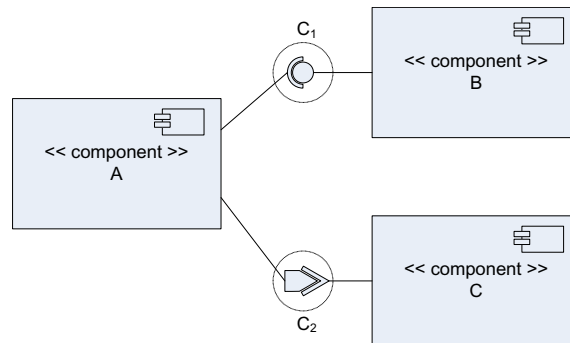 C₁
<< component >>
B
<< component >>
A
<< component >>
C
C₂